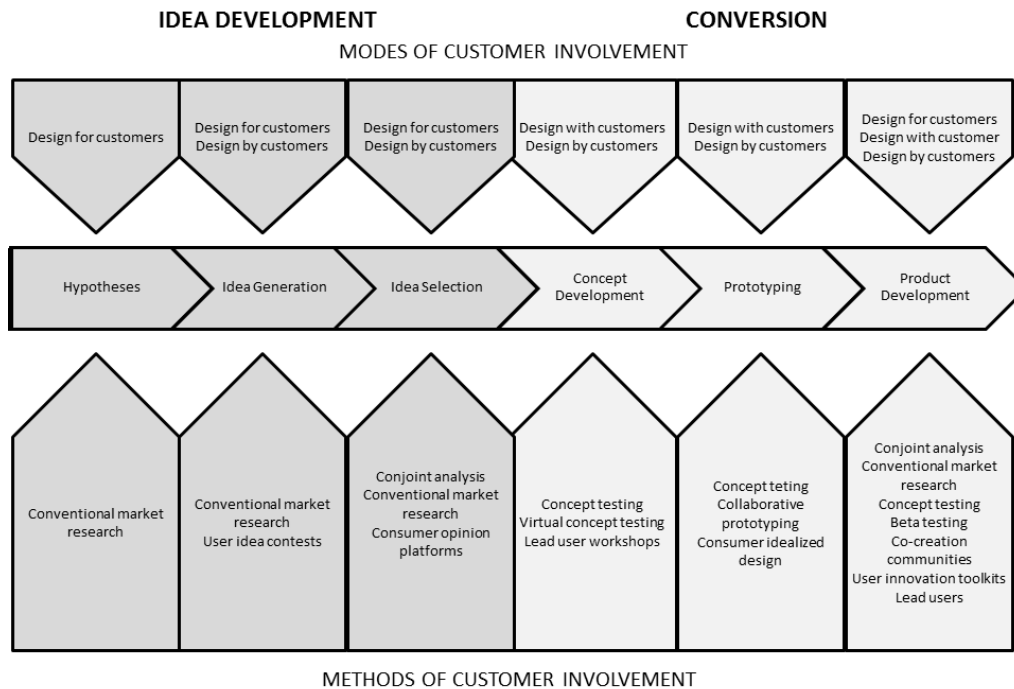 IDEA DEVELOPMENT
CONVERSION
MODES OF CUSTOMER INVOLVEMENT
Design for customers
Design for customers
Design by customers
Design for customers
Design by customers
Design with customers
Design by customers
Design with customers
Design by customers
Design for customers
Design with customer
Design by customers
Hypotheses
Idea Generation
Idea Selection
Concept
Development
Prototyping
Product
Development
Conventional market
research
Conventional market
research
User idea contests
Conjoint analysis
Conventional market
research
Consumer opinion
platforms
Concept testing
Virtual concept testing
Lead user workshops
Concept teting
Collaborative
prototyping
Consumer idealized
design
Conjoint analysis
Conventional market
research
Concept testing
Beta testing
Co-creation
communities
User innovation toolkits
Lead users
METHODS OF CUSTOMER INVOLVEMENT